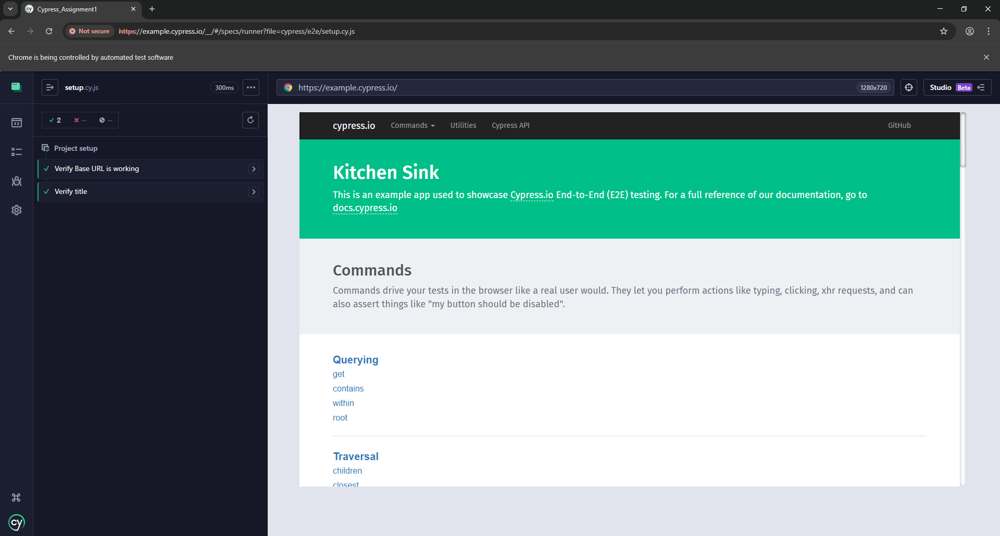 Cypress_Assignment1
Not secure
https://example.cypress.io/__/#/specs/runner?file=cypress/e2e/setup.cy.js
Chrome is being controlled by automated test software
setup.cy.js
300ms
https://example.cypress.io/
1280x720
Studio Beta
2 -- --
Project setup
Verify Base URL is working
Verify title
cypress.io Commands Utilities Cypress API GitHub
Kitchen Sink
This is an example app used to showcase Cypress.io End-to-End (E2E) testing. For a full reference of our documentation, go to
docs.cypress.io
Commands
Commands drive your tests in the browser like a real user would. They let you perform actions like typing, clicking, xhr requests, and can
also assert things like "my button should be disabled".
Querying
get
contains
within
root
Traversal
children
closest
cy